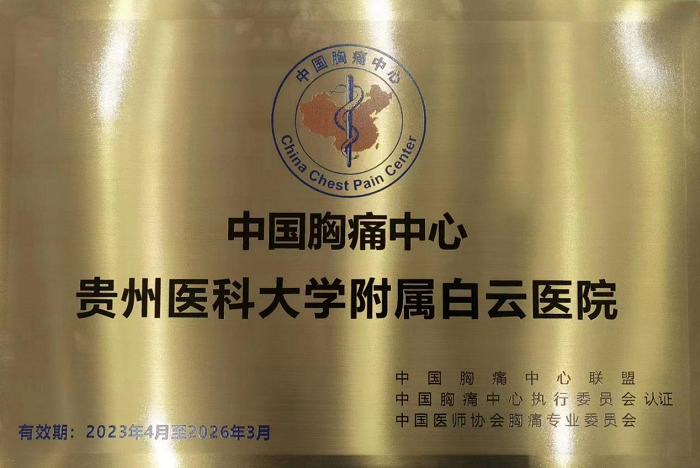 中国胸痛中心
China Chest Pain Center
中国胸痛中心
贵州医科大学附属白云医院
中国胸痛中心联盟
中国胸痛中心执行委员会 认证
中国医师协会胸痛专业委员会
有效期：2023年4月至2026年3月